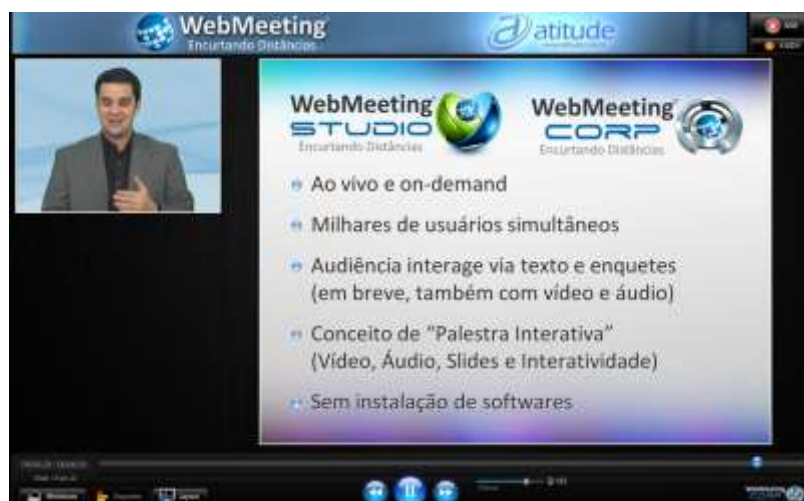 WebMeeting
Encurtando Distâncias
atitude
WebMeeting
STUDIO
Encurtando Distâncias
WebMeeting
CORP
Encurtando Distâncias
Ao vivo e on-demand
Milhares de usuários simultâneos
Audiência interage via texto e enquetes
(em breve, também com vídeo e áudio)
Conceito de “Palestra Interativa”
(Vídeo, Áudio, Slides e Interatividade)
Sem instalação de softwares